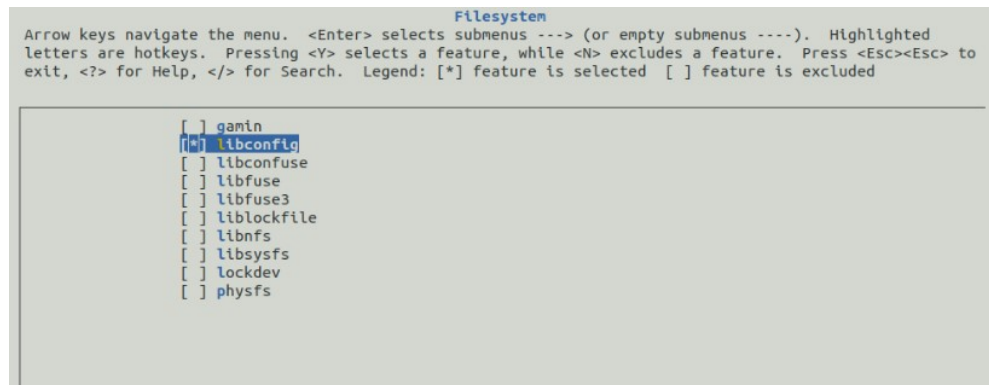 Filesystem
Arrow keys navigate the menu.  <Enter> selects submenus ---> (or empty submenus ----).  Highlighted
letters are hotkeys.  Pressing <Y> selects a feature, while <N> excludes a feature.  Press <Esc><Esc> to
exit, <?> for Help, </> for Search.  Legend: [*] feature is selected  [ ] feature is excluded
[ ] gamin
[*] libconfig
[ ] libconfuse
[ ] libfuse
[ ] libfuse3
[ ] liblockfile
[ ] libnfs
[ ] libsysfs
[ ] lockdev
[ ] physfs